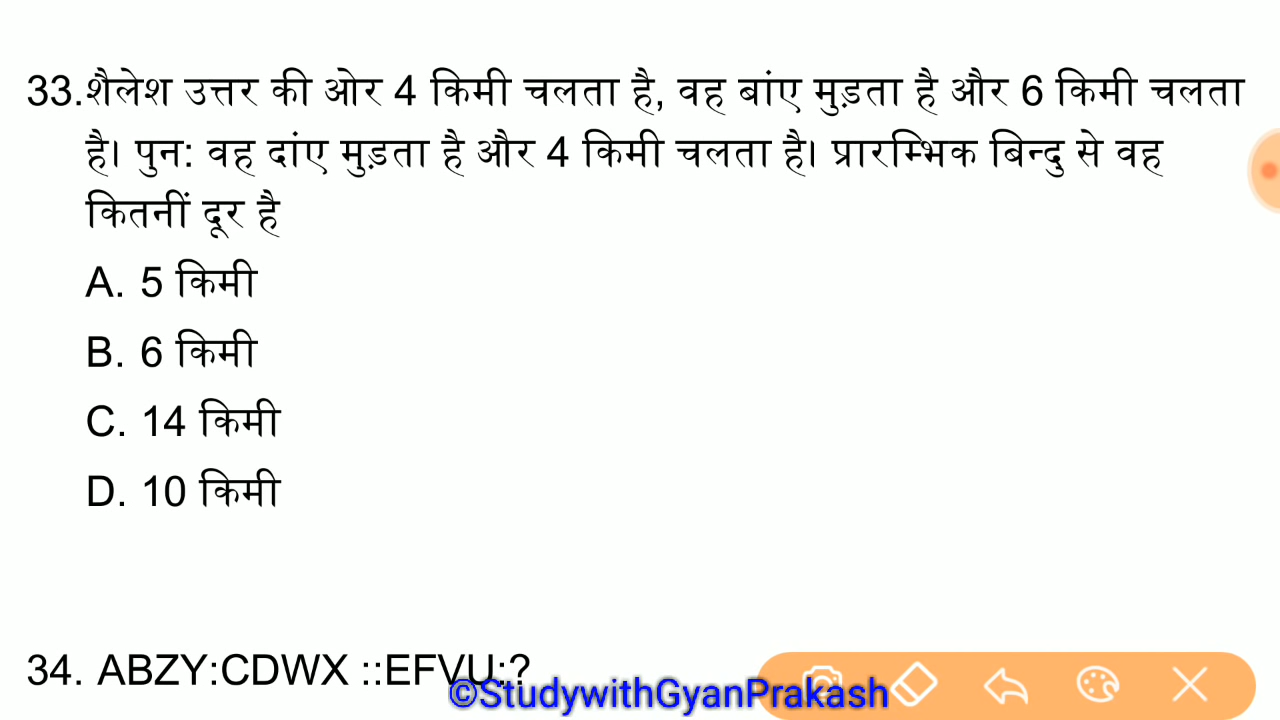 33.शैलेश उत्तर की ओर 4 किमी चलता है, वह बांए मुड़ता है और 6 किमी चलता
है। पुन: वह दांए मुड़ता है और 4 किमी चलता है। प्रारम्भिक बिन्दु से वह
कितनीं दूर है
A. 5 किमी
B. 6 किमी
C. 14 किमी
D. 10 किमी
34. ABZY:CDWX ::EFVU:?
©StudywithGyanPrakash